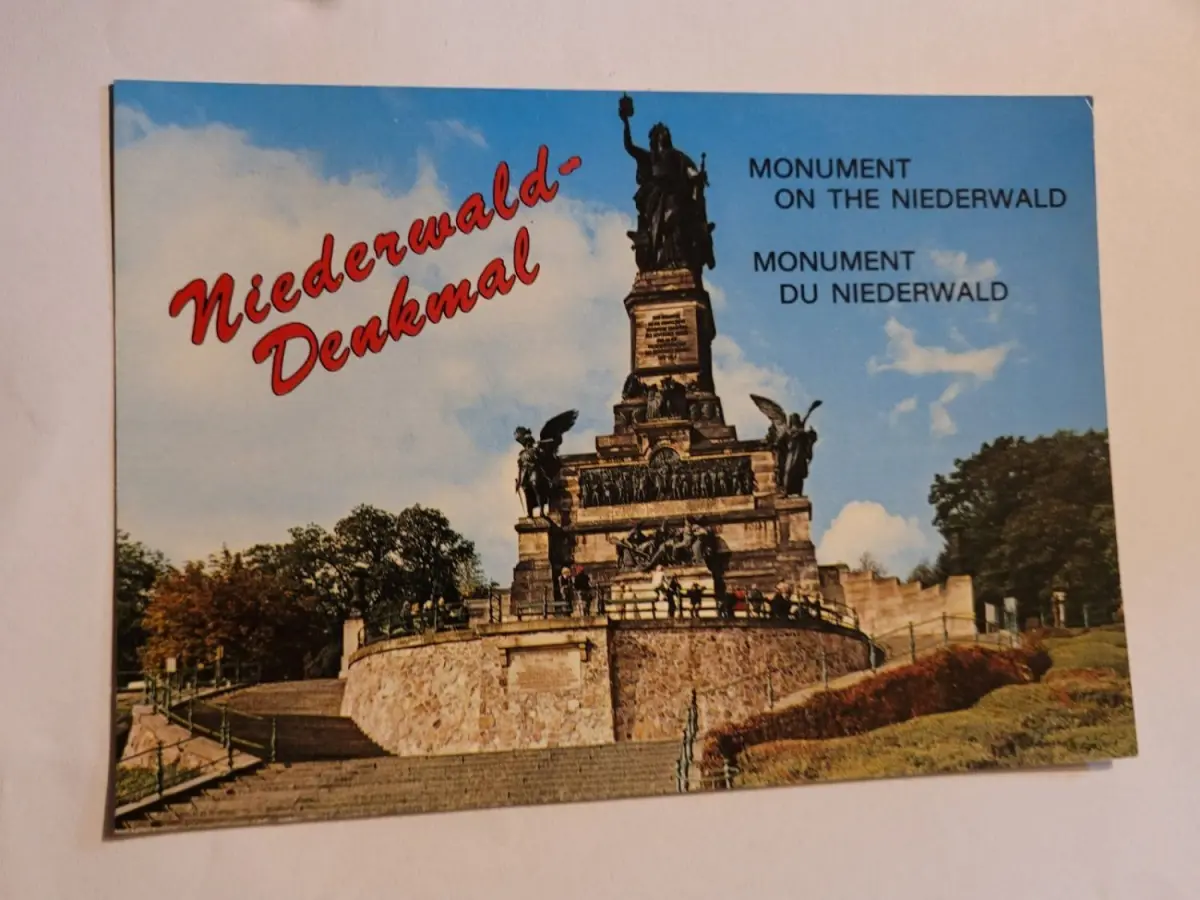 Niederwald-
Denkmal
MONUMENT
ON THE NIEDERWALD
MONUMENT
DU NIEDERWALD